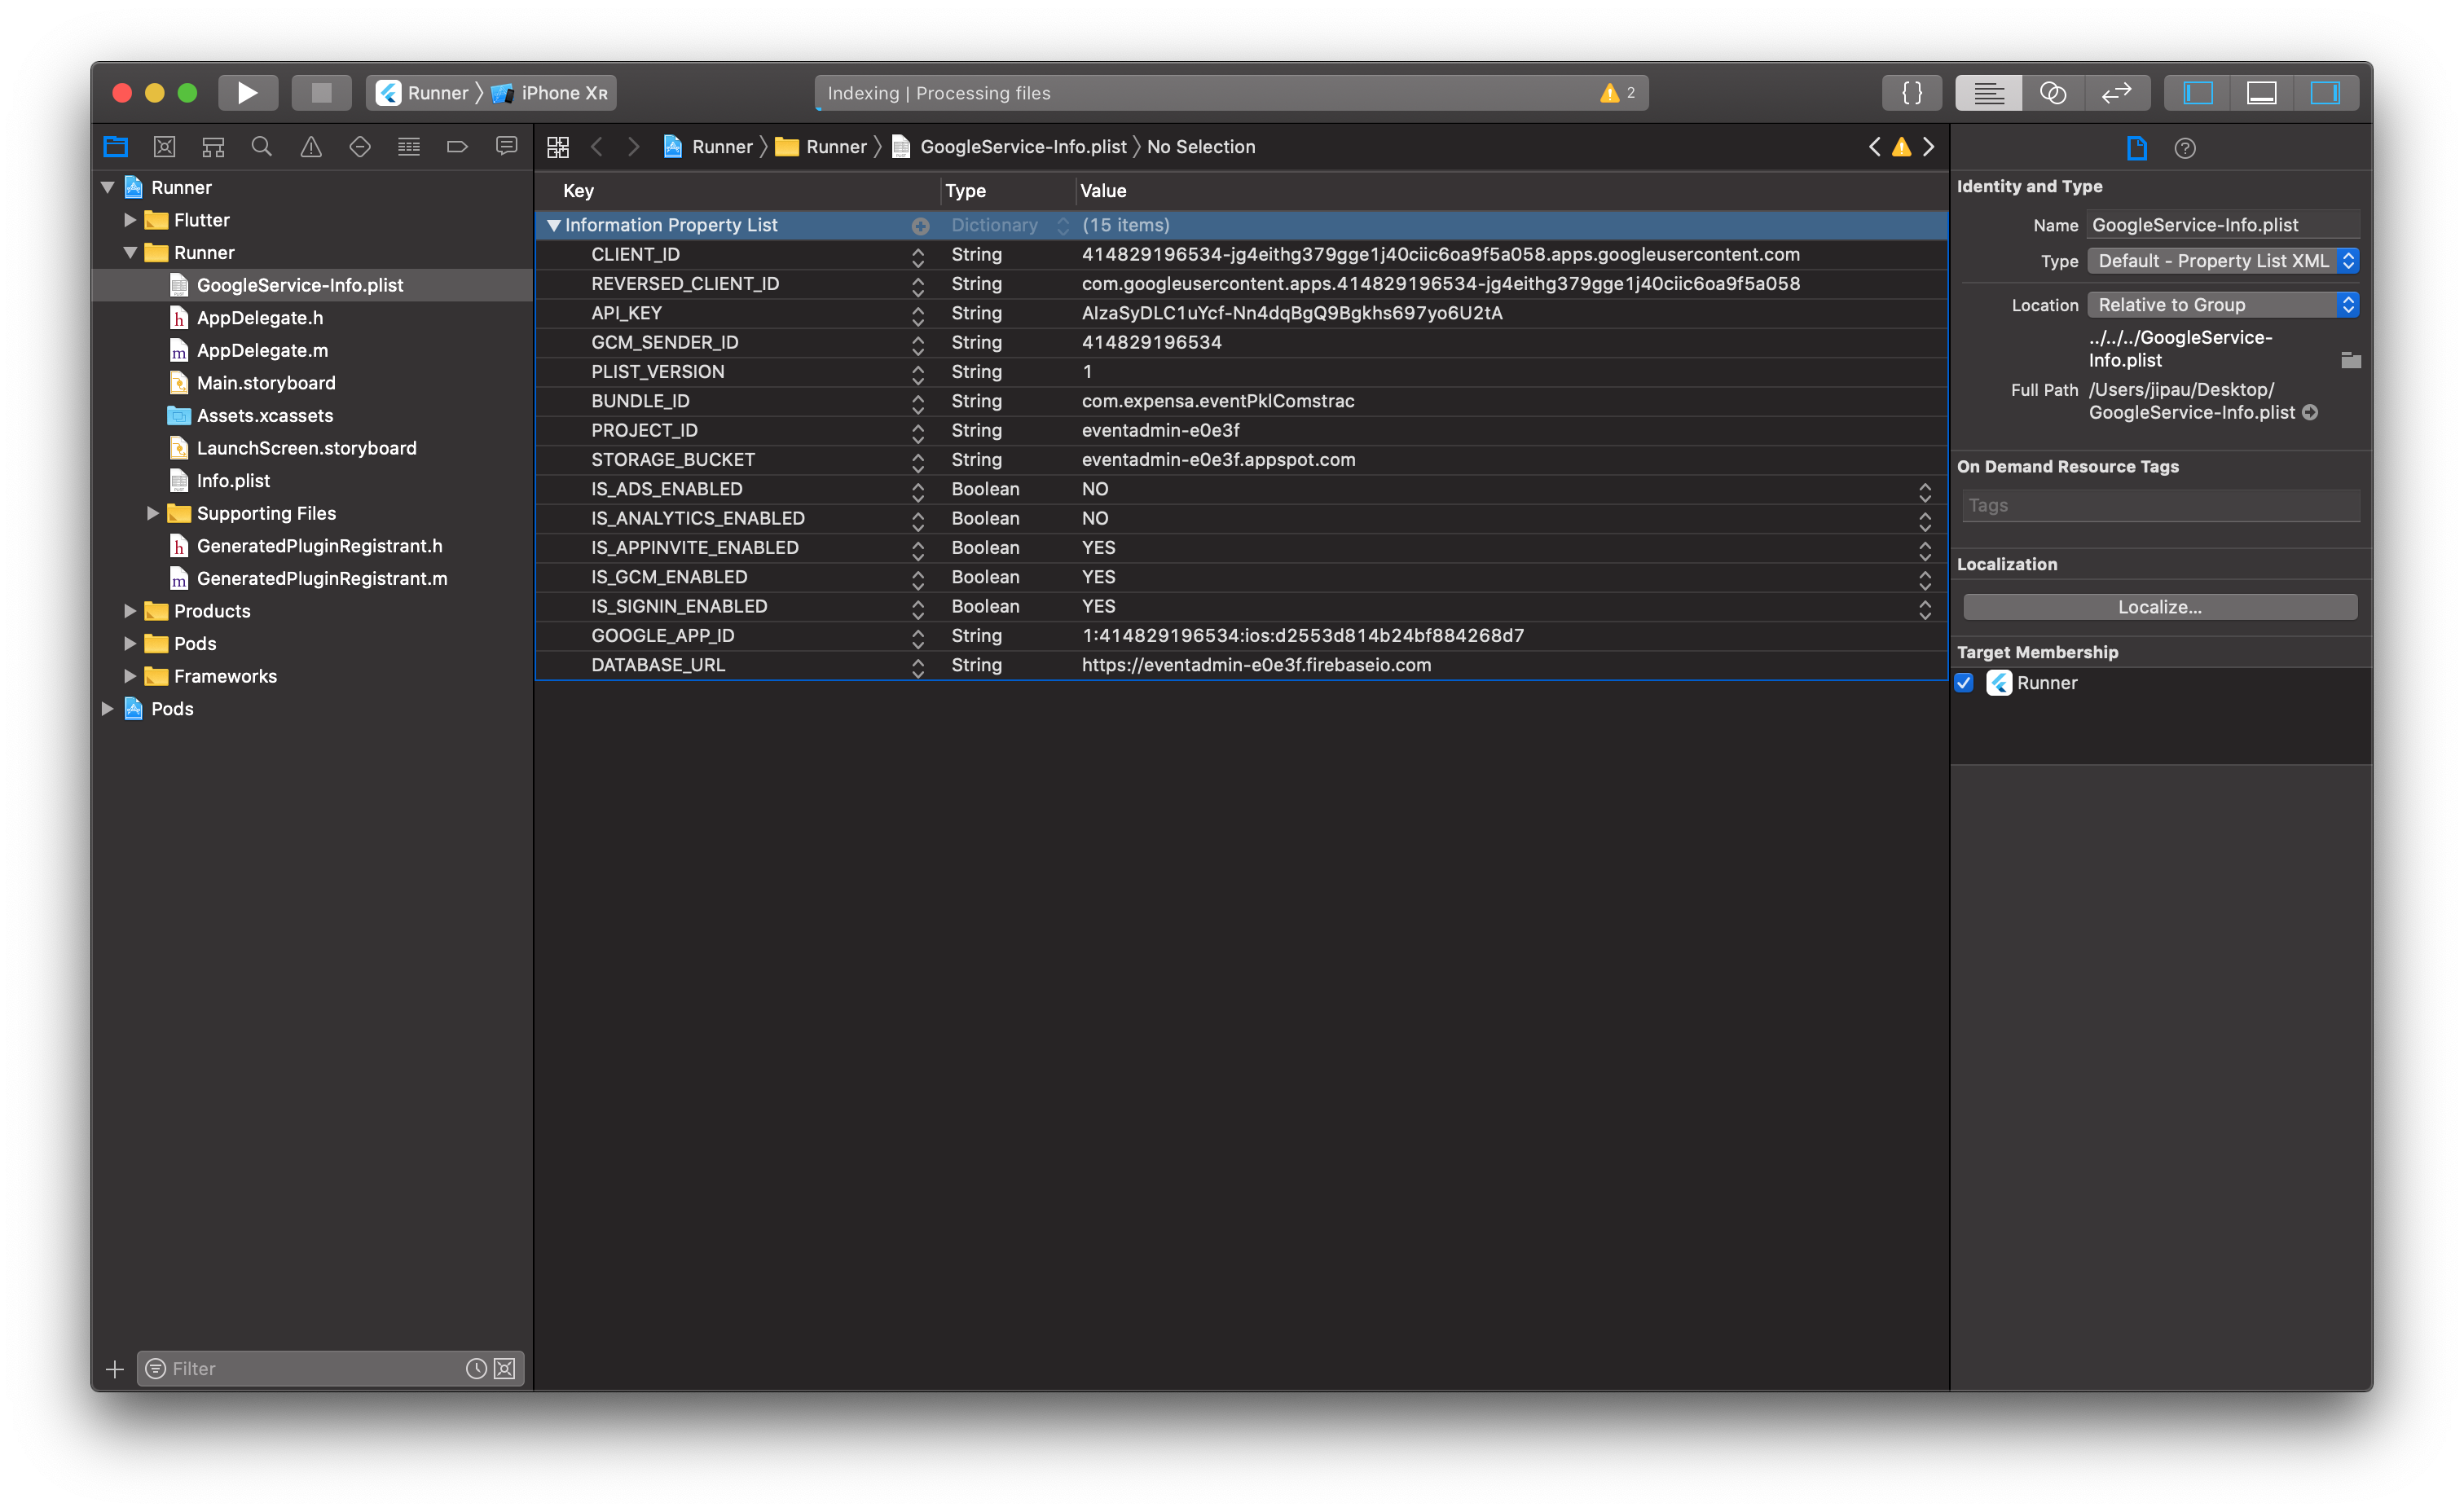 Runner iPhone XR
Indexing | Processing files
2
{ }
Runner Runner GoogleService-Info.plist No Selection
Runner
Flutter
Runner
GoogleService-Info.plist
AppDelegate.h
AppDelegate.m
Main.storyboard
Assets.xcassets
LaunchScreen.storyboard
Info.plist
Supporting Files
GeneratedPluginRegistrant.h
GeneratedPluginRegistrant.m
Products
Pods
Frameworks
Pods
Filter
Key Type Value
Information Property List Dictionary (15 items)
CLIENT_ID String 414829196534-jg4eithg379gge1j40ciic6oa9f5a058.apps.googleusercontent.com
REVERSED_CLIENT_ID String com.googleusercontent.apps.414829196534-jg4eithg379gge1j40ciic6oa9f5a058
API_KEY String AIzaSyDLC1uYcf-Nn4dqBgQ9Bgkhs697yo6U2tA
GCM_SENDER_ID String 414829196534
PLIST_VERSION String 1
BUNDLE_ID String com.expensa.eventPklComstrac
PROJECT_ID String eventadmin-e0e3f
STORAGE_BUCKET String eventadmin-e0e3f.appspot.com
IS_ADS_ENABLED Boolean NO
IS_ANALYTICS_ENABLED Boolean NO
IS_APPINVITE_ENABLED Boolean YES
IS_GCM_ENABLED Boolean YES
IS_SIGNIN_ENABLED Boolean YES
GOOGLE_APP_ID String 1:414829196534:ios:d2553d814b24bf884268d7
DATABASE_URL String https://eventadmin-e0e3f.firebaseio.com
Identity and Type
Name GoogleService-Info.plist
Type Default - Property List XML
Location Relative to Group
../../../GoogleService-
Info.plist
Full Path /Users/jipau/Desktop/
GoogleService-Info.plist
On Demand Resource Tags
Tags
Localization
Localize...
Target Membership
Runner